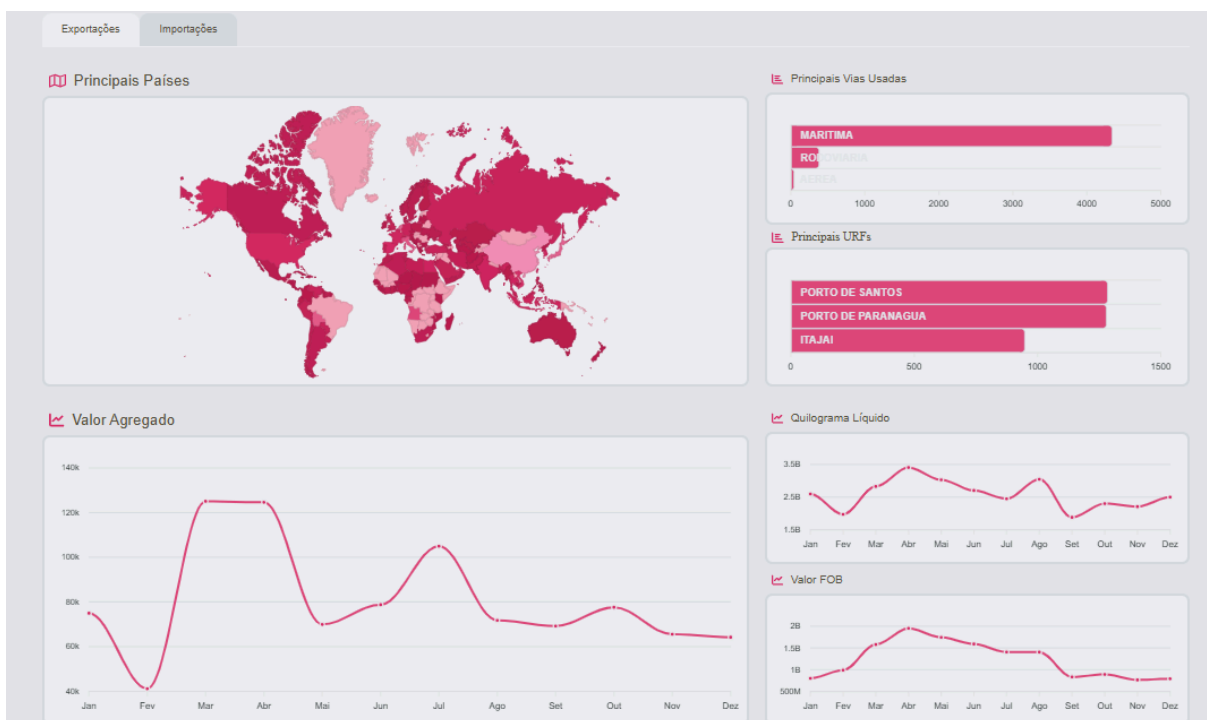 Exportações
Importações
Principais Países
Principais Vias Usadas
MARITIMA
RODOVIARIA
AEREA
0 1000 2000 3000 4000 5000
Principais URFs
PORTO DE SANTOS
PORTO DE PARANAGUA
ITAJAI
0 500 1000 1500
Valor Agregado
140k
120k
100k
80k
60k
40k
Jan Fev Mar Abr Mai Jun Jul Ago Set Out Nov Dez
Quilograma Líquido
3.5B
2.5B
1.5B
Jan Fev Mar Abr Mai Jun Jul Ago Set Out Nov Dez
Valor FOB
2B
1.5B
1B
500M
Jan Fev Mar Abr Mai Jun Jul Ago Set Out Nov Dez